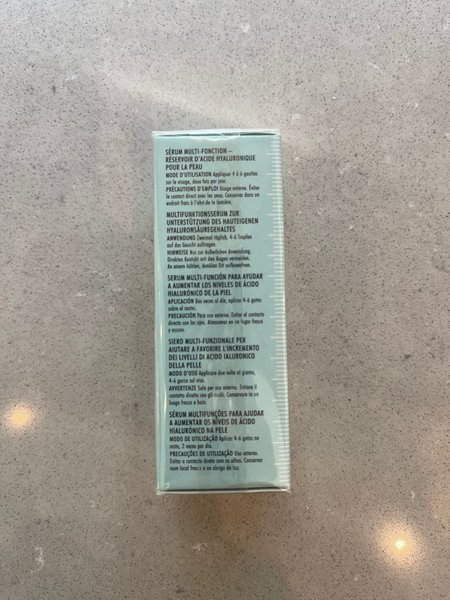 SÉRUM MULTI-FONCTION –
RÉSERVOIR D'ACIDE HYALURONIQUE
POUR LA PEAU
MODE D'UTILISATION Appliquer 4 à 6 gouttes
sur le visage, deux fois par jour.
PRÉCAUTIONS D'EMPLOI Usage externe. Éviter
le contact direct avec les yeux. Conserver dans un
endroit frais à l'abri de la lumière.
MULTIFUNKTIONSSERUM ZUR
UNTERSTÜTZUNG DES HAUTEIGENEN
HYALURONSÄUREGEHALTES
ANWENDUNG Zweimal täglich, 4-6 Tropfen
auf das Gesicht auftragen.
HINWEISE Nur zur äußerlichen Anwendung.
Direkten Kontakt mit den Augen vermeiden.
An einem kühlen, dunklen Ort aufbewahren.
SERUM MULTI-FUNCIÓN PARA AYUDAR
A AUMENTAR LOS NIVELES DE ÁCIDO
HIALURÓNICO DE LA PIEL
APLICACIÓN Dos veces al día, aplicar 4-6 gotas
sobre el rostro.
PRECAUCIÓN Para uso externo. Evitar el contacto
directo con los ojos. Almacenar en un lugar fresco
y oscuro.
SIERO MULTI-FUNZIONALE PER
AIUTARE A FAVORIRE L'INCREMENTO
DEI LIVELLI DI ACIDO IALURONICO
DELLA PELLE
MODO D'USO Applicare due volte al giorno,
4-6 gocce sul viso.
AVVERTENZE Solo per uso esterno. Evitare il
contatto diretto con gli occhi. Conservare in un
luogo fresco e buio.
SÉRUM MULTIFUNÇÕES PARA AJUDAR
A AUMENTAR OS NÍVEIS DE ÁCIDO
HIALURÓNICO NA PELE
MODO DE UTILIZAÇÃO Aplicar 4-6 gotas no
rosto, 2 vezes por dia.
PRECAUÇÕES DE UTILIZAÇÃO Uso externo.
Evitar o contacto direto com os olhos. Conservar
num local fresco e ao abrigo da luz.